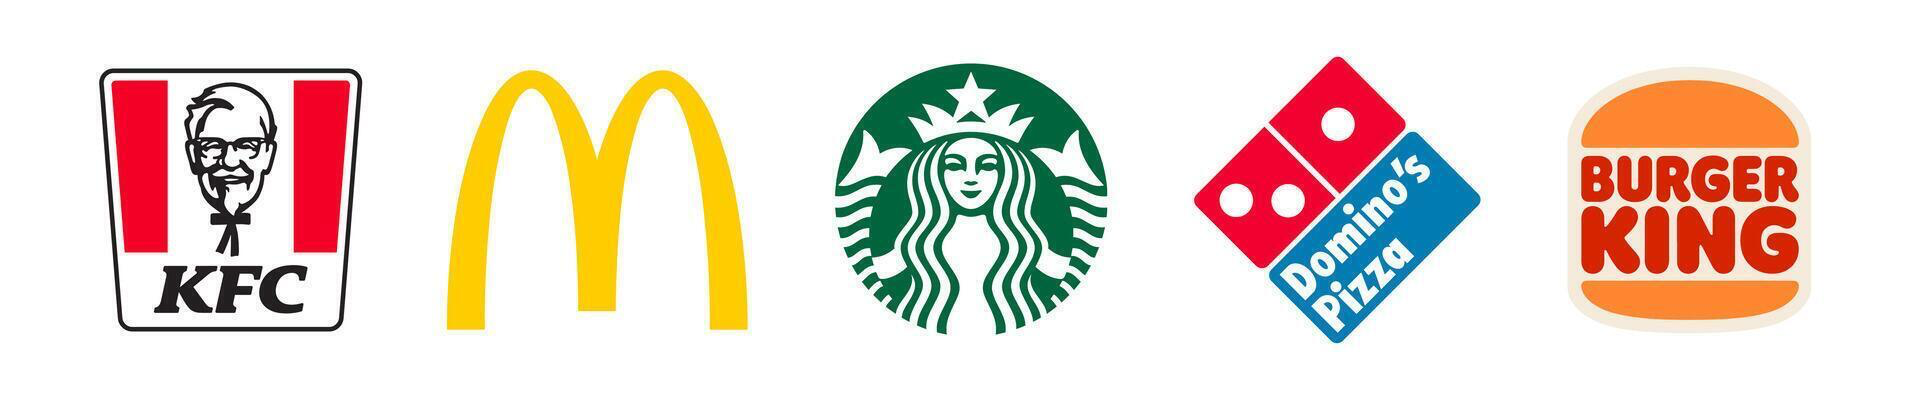 KFC
M
Domino's
Pizza
BURGER
KING